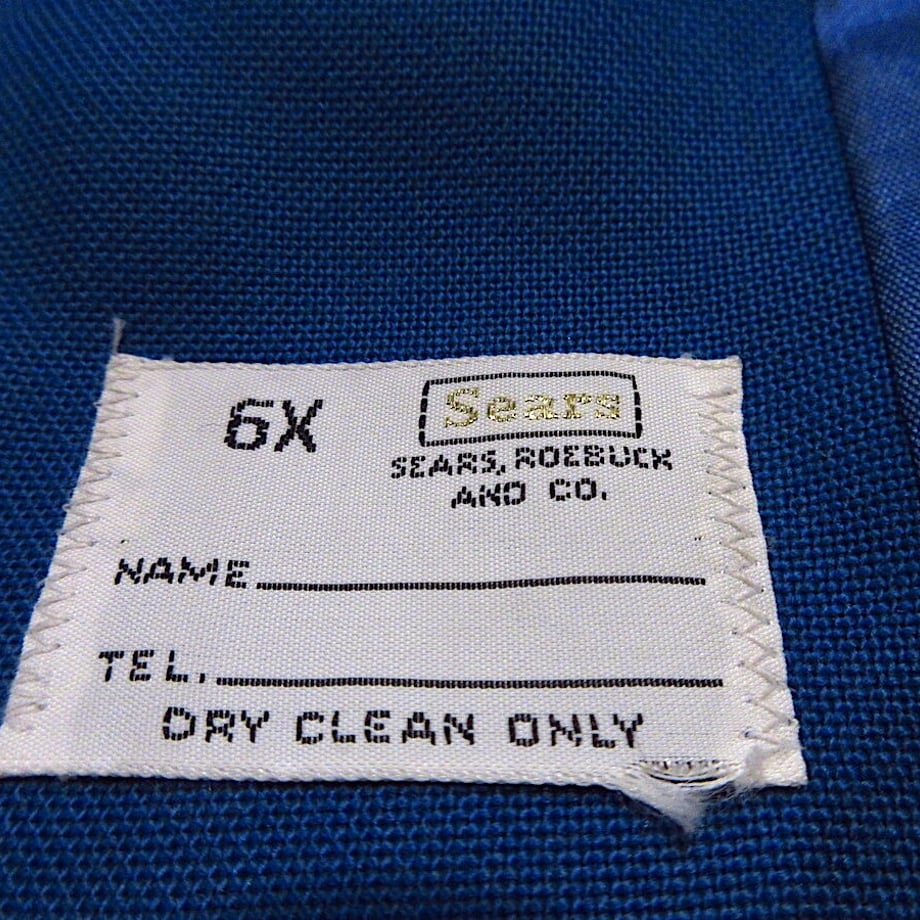 6X
Sears
SEARS, ROEBUCK
AND CO.
NAME
TEL.
DRY CLEAN ONLY